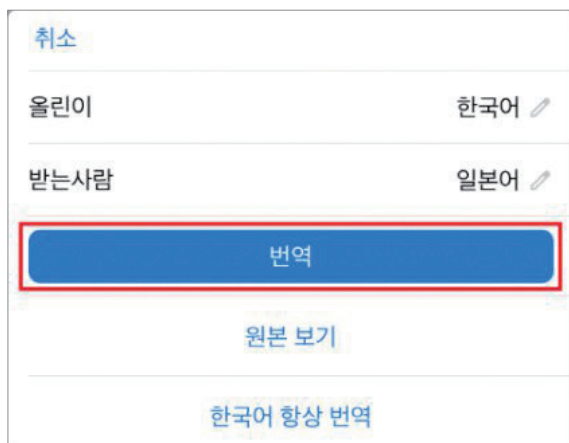 취소
올린이 한국어
받는사람 일본어
번역
원본 보기
한국어 항상 번역